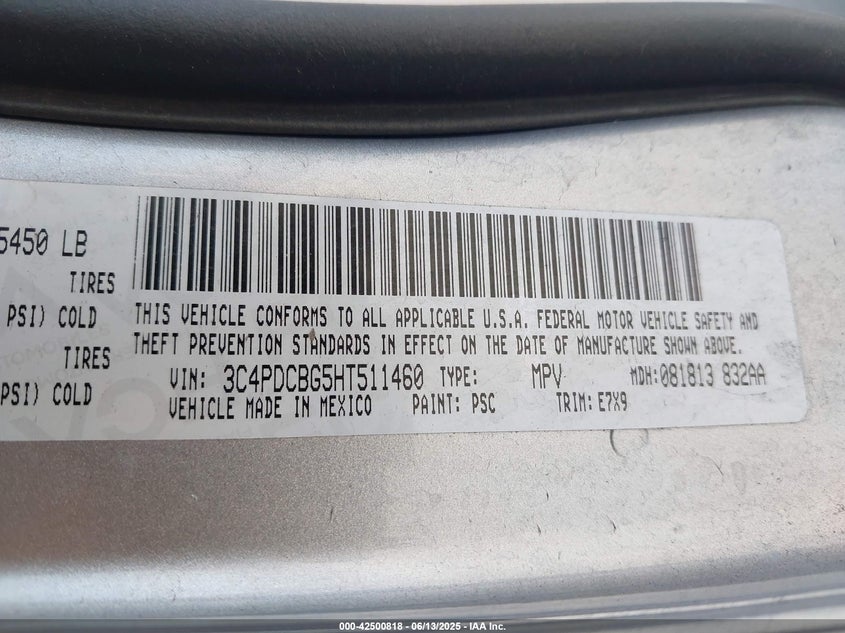 5450 LB
TIRES
PSI) COLD
THIS VEHICLE CONFORMS TO ALL APPLICABLE U.S.A. FEDERAL MOTOR VEHICLE SAFETY AND
THEFT PREVENTION STANDARDS IN EFFECT ON THE DATE OF MANUFACTURE SHOWN ABOVE.
TIRES
PSI) COLD
VIN: 3C4PDCBG5HT511460 TYPE: MPV MDH: 081813 832AA
VEHICLE MADE IN MEXICO PAINT: PSC TRIM: E7X9
000-42500818 - 06/13/2025 - IAA Inc.